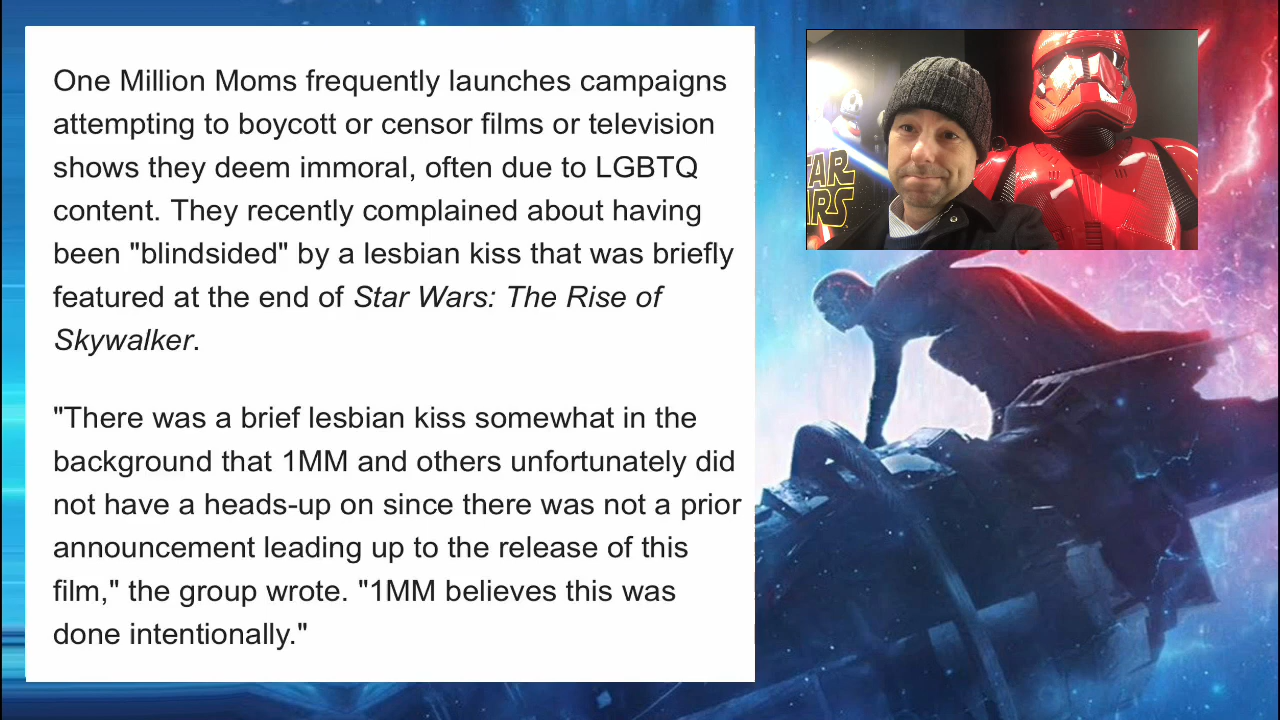 One Million Moms frequently launches campaigns
attempting to boycott or censor films or television
shows they deem immoral, often due to LGBTQ
content. They recently complained about having
been "blindsided" by a lesbian kiss that was briefly
featured at the end of Star Wars: The Rise of
Skywalker.
"There was a brief lesbian kiss somewhat in the
background that 1MM and others unfortunately did
not have a heads-up on since there was not a prior
announcement leading up to the release of this
film," the group wrote. "1MM believes this was
done intentionally."
TAR
ARS